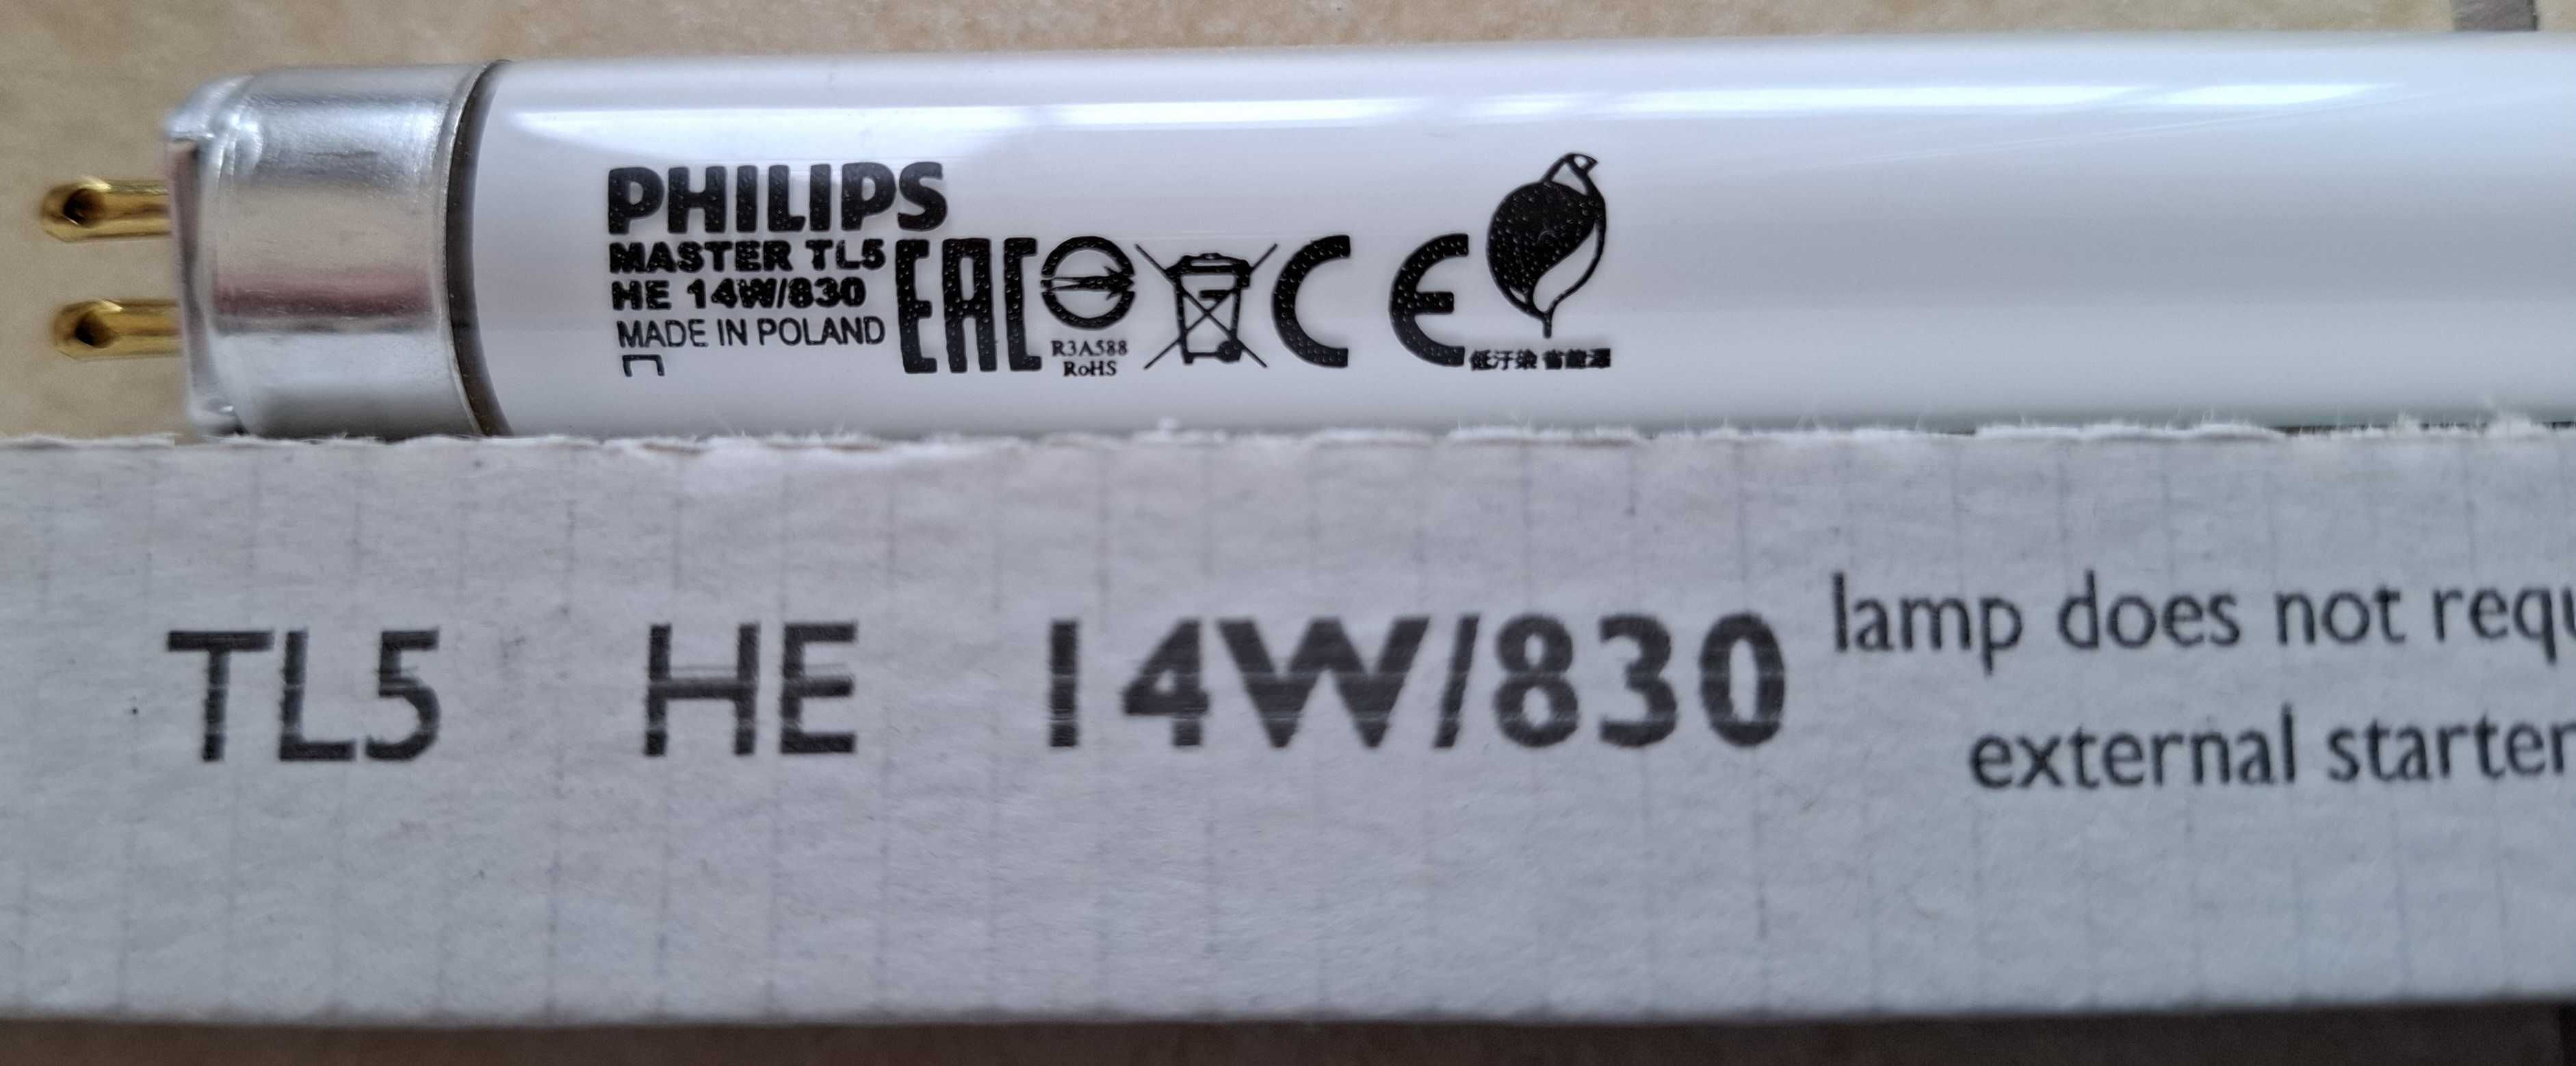 PHILIPS
MASTER TL5
HE 14W/830
MADE IN POLAND
EAC
R3A588
RoHS
CE
低汙染 省能源
TL5 HE 14W/830
lamp does not requ
external starter